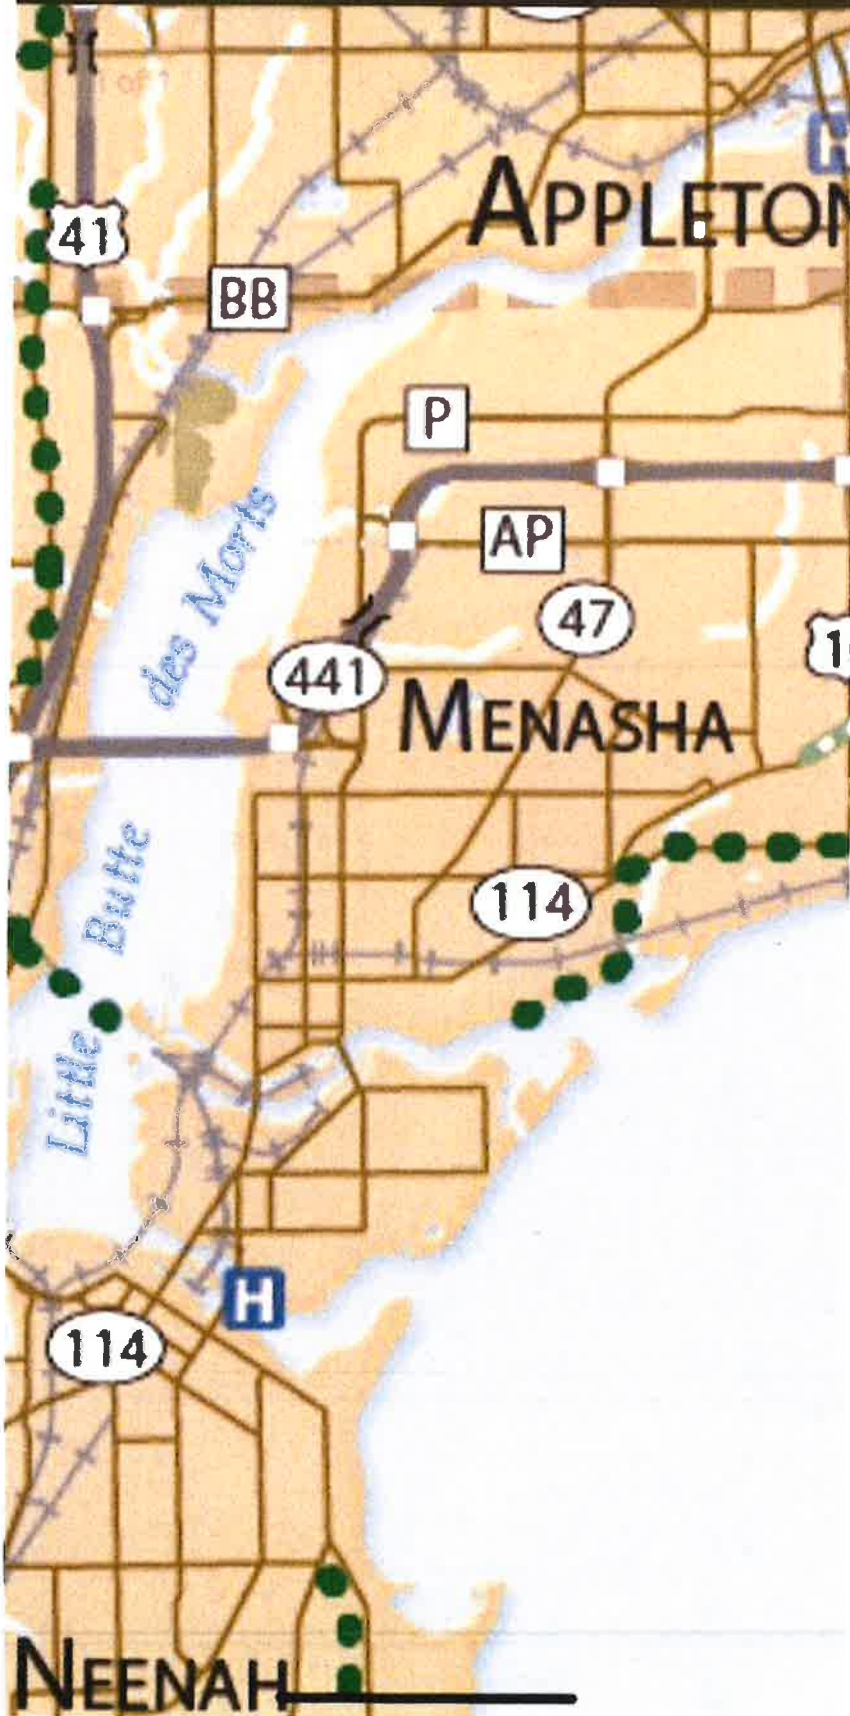 41
APPLETON
BB
P
AP
des Morts
47
441
MENASHA
Butte
114
Little
H
114
NEENAH